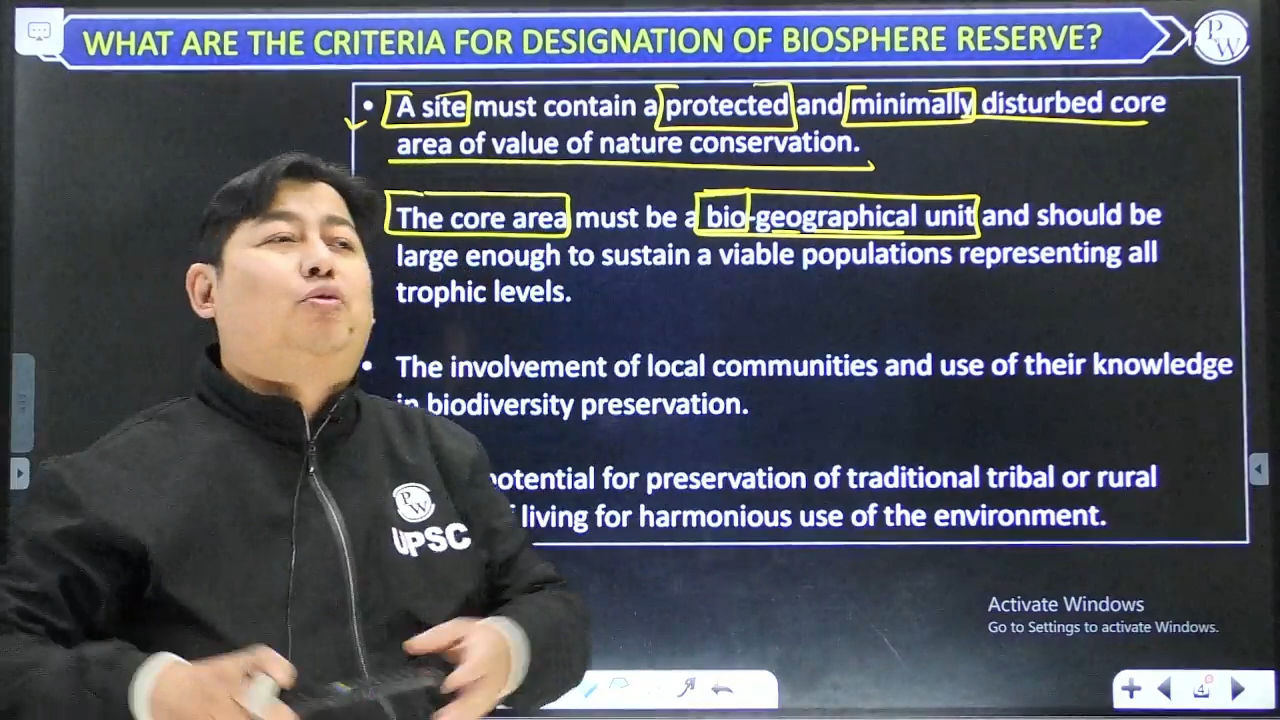 WHAT ARE THE CRITERIA FOR DESIGNATION OF BIOSPHERE RESERVE?
PW
• A site must contain a protected and minimally disturbed core
area of value of nature conservation.
The core area must be a bio-geographical unit and should be
large enough to sustain a viable populations representing all
trophic levels.
• The involvement of local communities and use of their knowledge
in biodiversity preservation.
potential for preservation of traditional tribal or rural
living for harmonious use of the environment.
PW
UPSC
Activate Windows
Go to Settings to activate Windows.
4